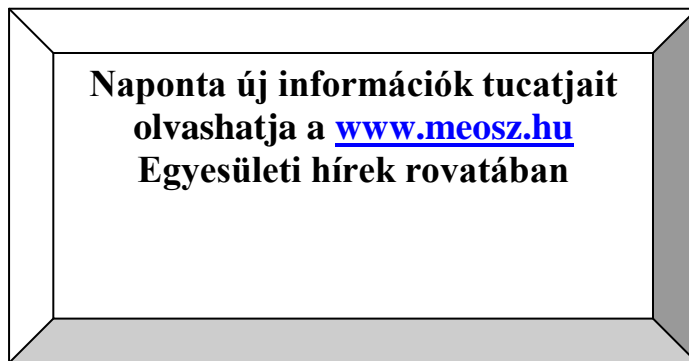 Naponta új információk tucatjait
olvashatja a www.meosz.hu
Egyesületi hírek rovatában